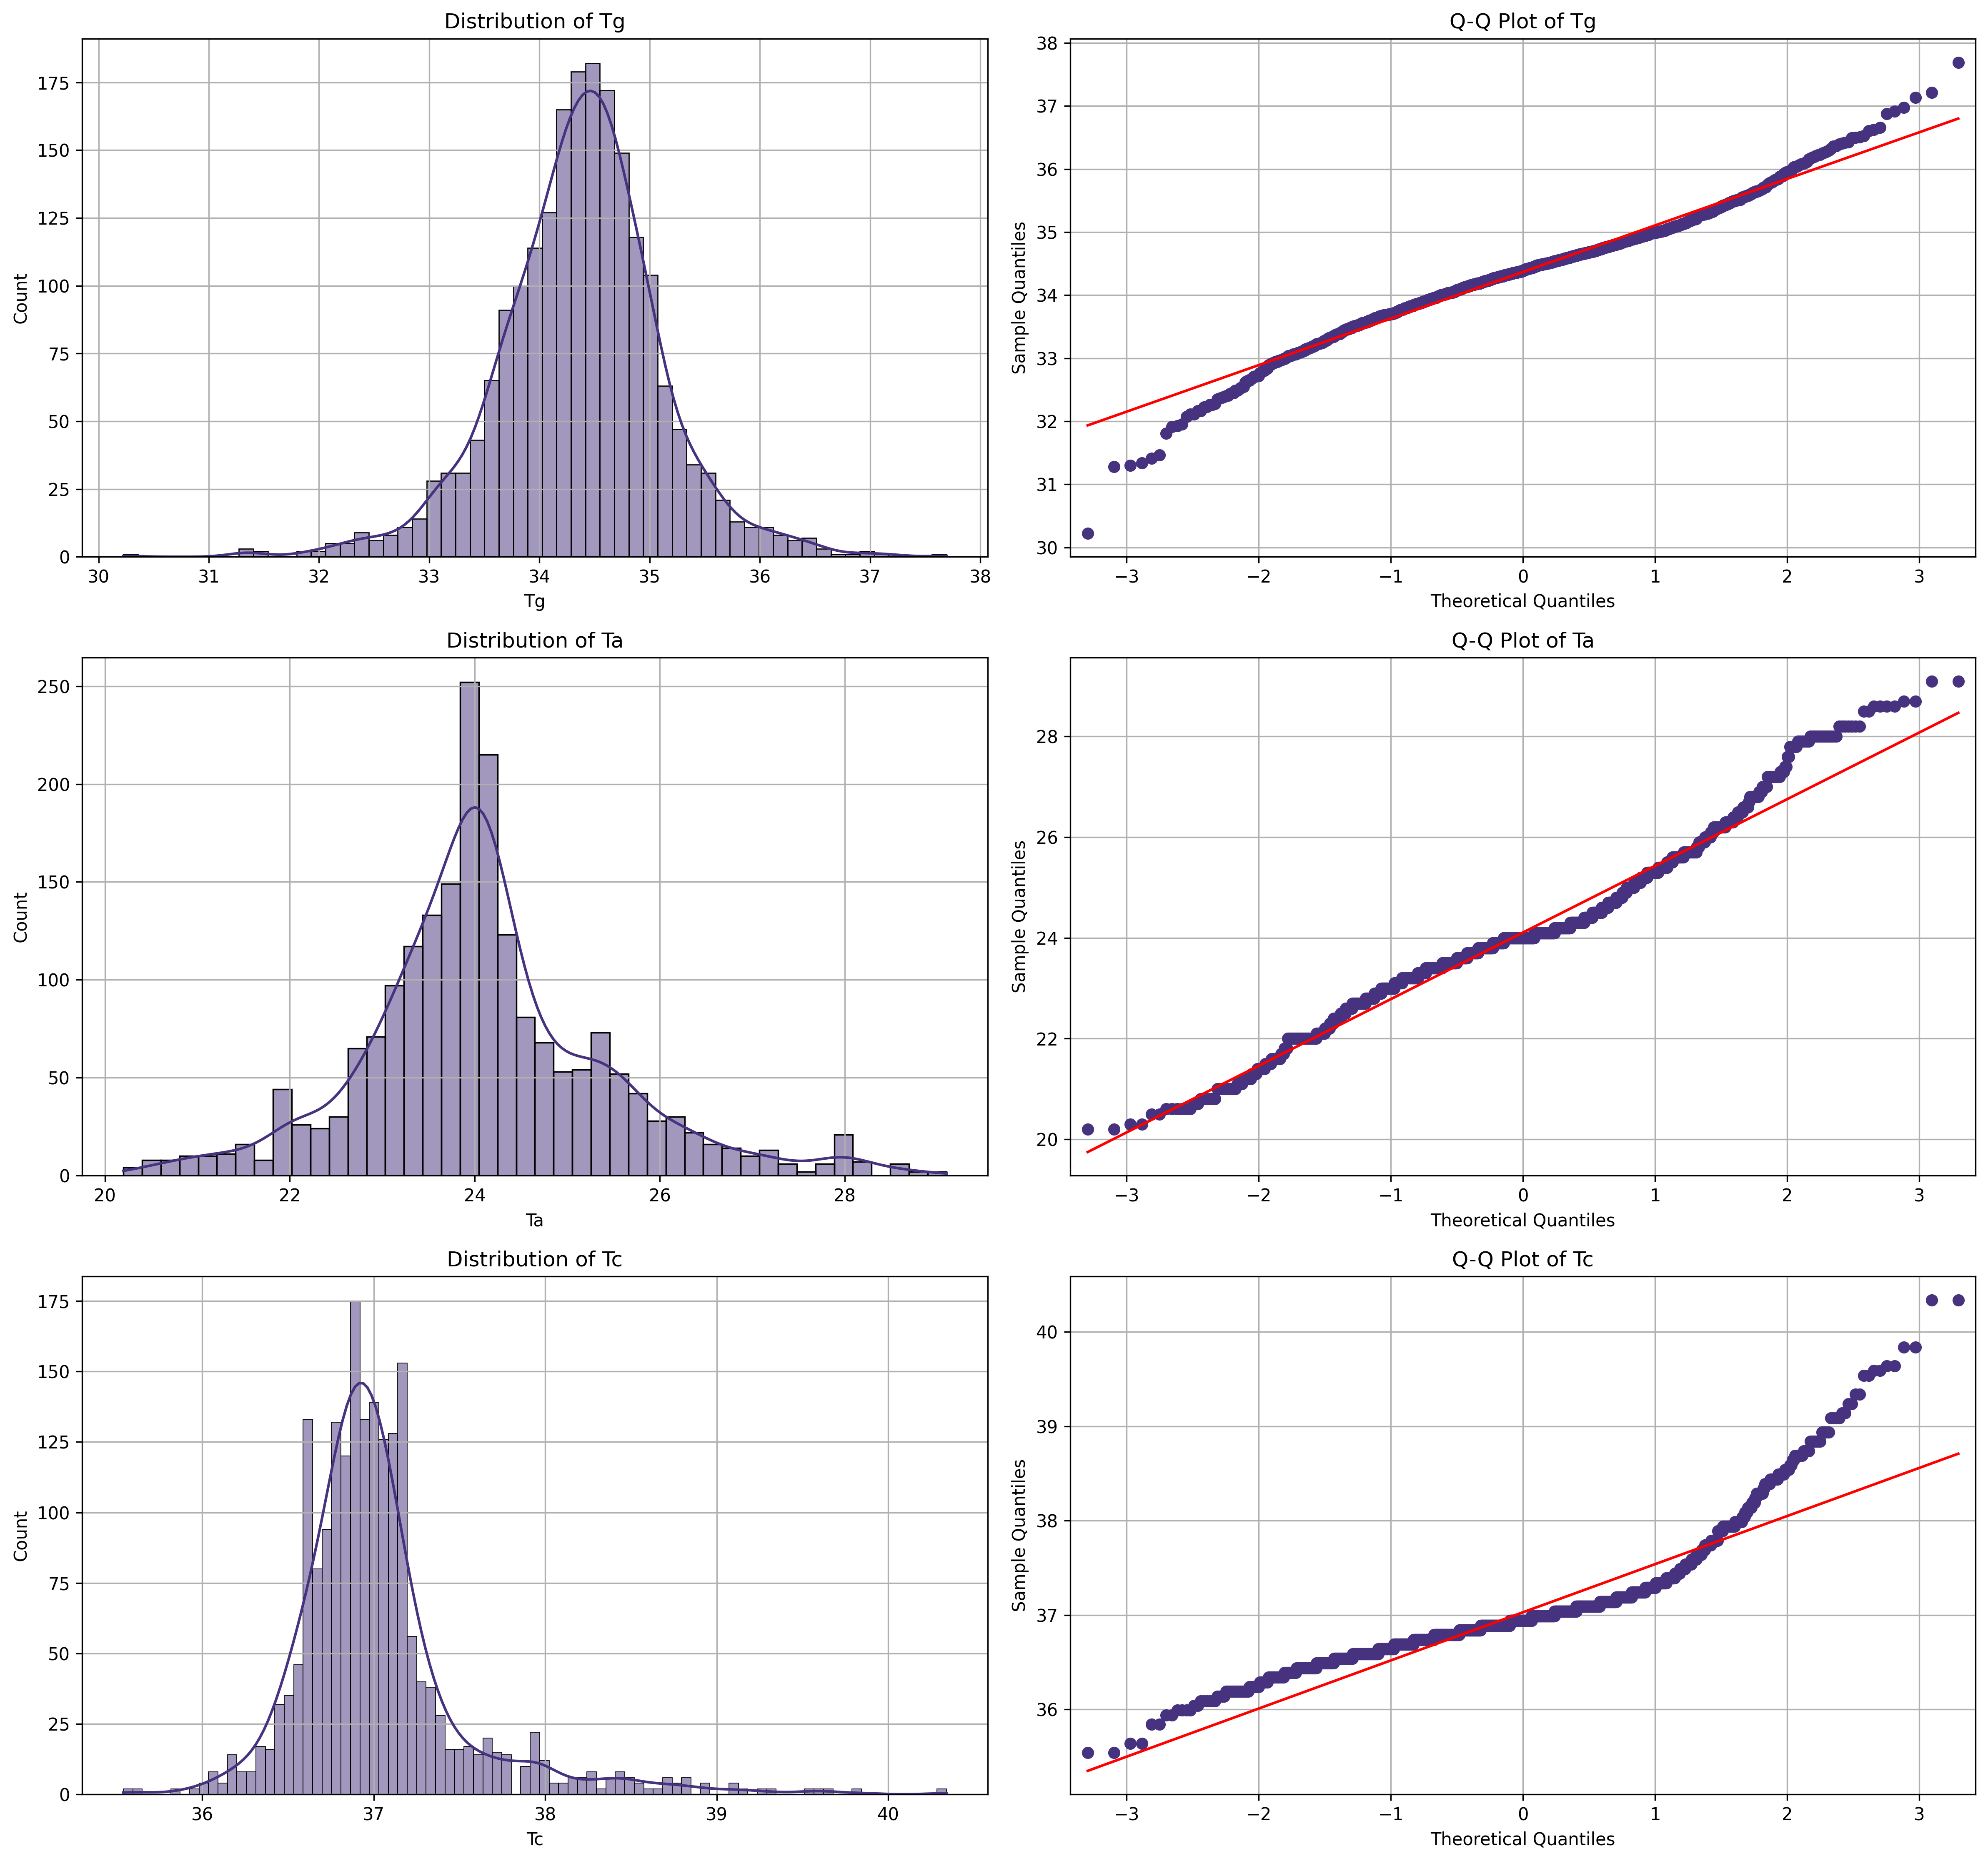 Distribution of Tg
Count
175
150
125
100
75
50
25
0
30 31 32 33 34 35 36 37 38
Tg
Q-Q Plot of Tg
Sample Quantiles
38
37
36
35
34
33
32
31
30
−3 −2 −1 0 1 2 3
Theoretical Quantiles
Distribution of Ta
Count
250
200
150
100
50
0
20 22 24 26 28
Ta
Q-Q Plot of Ta
Sample Quantiles
28
26
24
22
20
−3 −2 −1 0 1 2 3
Theoretical Quantiles
Distribution of Tc
Count
175
150
125
100
75
50
25
0
36 37 38 39 40
Tc
Q-Q Plot of Tc
Sample Quantiles
40
39
38
37
36
−3 −2 −1 0 1 2 3
Theoretical Quantiles